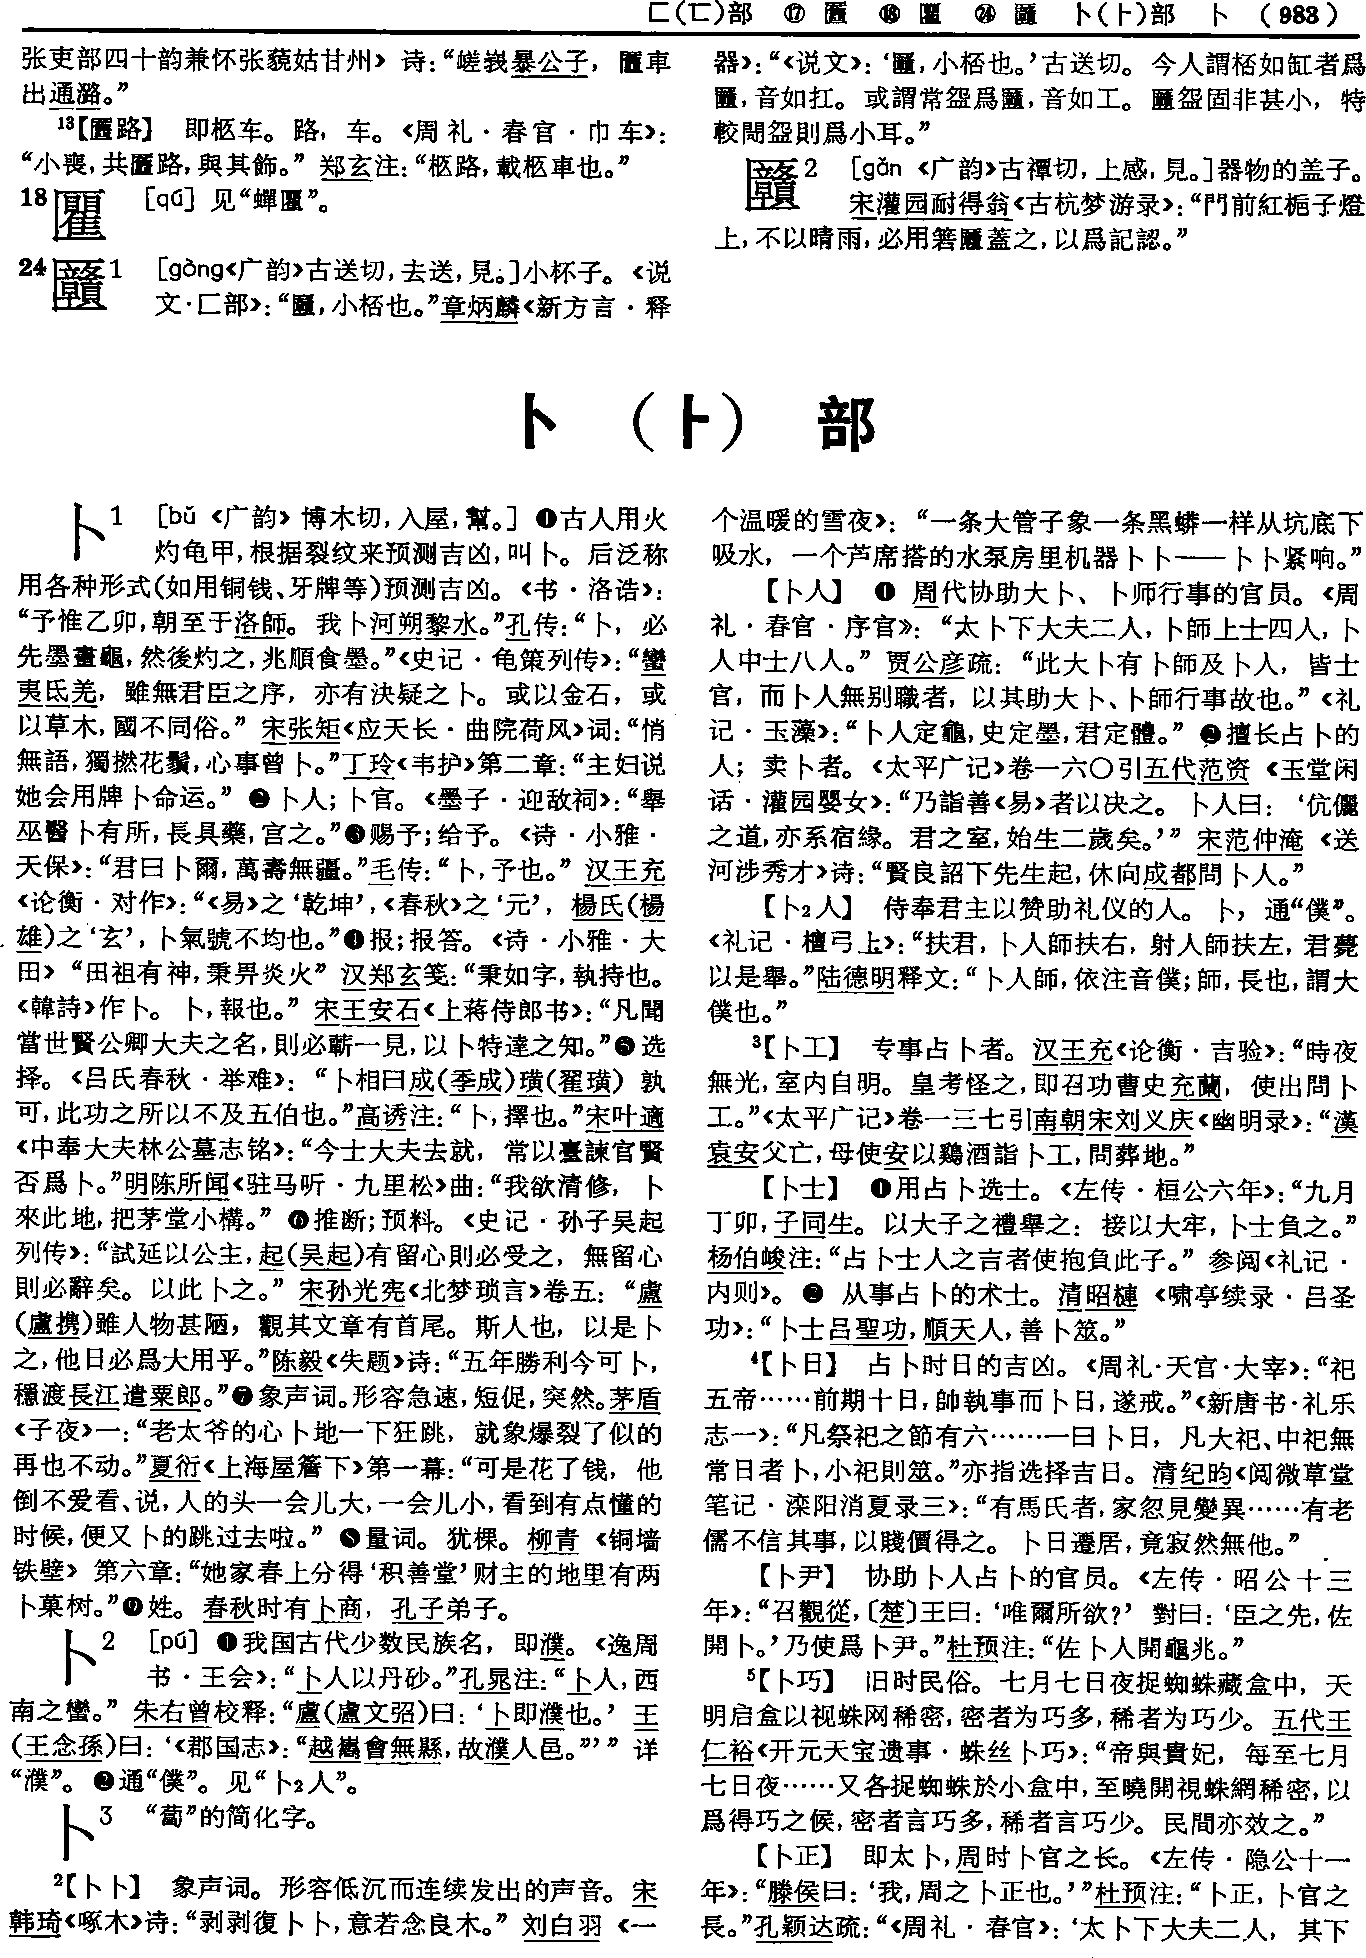 匚(匸)部 ⑰匶 ⑱匷 ㉔匵 卜(⺊)部 卜 (983)
张吏部四十韵兼怀张藐姑甘州》诗：“嵯峩暴公子，匶車
出通潞。”
13【匶路】 即柩车。路，车。《周礼·春官·巾车》：
“小喪，共匶路，與其飾。”郑玄注：“柩路，載柩車也。”
18 [qú] 见“蟬匷”。
24 1 [gòng《广韵》古送切，去送，見。]小杯子。《说
文·匚部》：“，小桮也。”章炳麟《新方言·释
器》：“《说文》：‘，小桮也。’古送切。今人謂桮如缸者爲
，音如扛。或謂常盌爲，音如工。盌固非甚小，特
較閜盌則爲小耳。”
2 [gǎn《广韵》古禫切，上感，見。]器物的盖子。
宋灌园耐得翁《古杭梦游录》：“門前紅梔子燈
上，不以晴雨，必用箬蓋之，以爲記認。”
卜（⺊）部
卜1 [bǔ《广韵》博木切，入屋，幫。] ❶古人用火
灼龟甲，根据裂纹来预测吉凶，叫卜。后泛称
用各种形式(如用铜钱、牙牌等)预测吉凶。《书·洛诰》：
“予惟乙卯，朝至于洛師。我卜河朔黎水。”孔传：“卜，必
先墨畫龜，然後灼之，兆順食墨。”《史记·龟策列传》：“蠻
夷氐羌，雖無君臣之序，亦有決疑之卜。或以金石，或
以草木，國不同俗。”宋张矩《应天长·曲院荷风》词：“悄
無語，獨撚花鬚，心事曾卜。”丁玲《韦护》第二章：“主妇说
她会用牌卜命运。” ❷卜人；卜官。《墨子·迎敌祠》：“舉
巫醫卜有所，長具藥，宫之。”❸赐予；给予。《诗·小雅·
天保》：“君曰卜爾，萬壽無疆。”毛传：“卜，予也。”汉王充
《论衡·对作》：“《易》之‘乾坤’，《春秋》之‘元’，楊氏(楊
雄)之‘玄’，卜氣號不均也。”❹报；报答。《诗·小雅·大
田》“田祖有神，秉畀炎火”汉郑玄笺：“秉如字，執持也。
《韓詩》作卜。卜，報也。”宋王安石《上蒋侍郎书》：“凡聞
當世賢公卿大夫之名，則必蘄一見，以卜特達之知。”❺选
择。《吕氏春秋·举难》：“卜相曰成(季成)璜(翟璜)孰
可，此功之所以不及五伯也。”高诱注：“卜，擇也。”宋叶適
《中奉大夫林公墓志铭》：“今士大夫去就，常以臺諫官賢
否爲卜。”明陈所闻《驻马听·九里松》曲：“我欲清修，卜
來此地，把茅堂小構。” ❻推断；预料。《史记·孙子吴起
列传》：“試延以公主，起(吴起)有留心則必受之，無留心
則必辭矣。以此卜之。”宋孙光宪《北梦琐言》卷五：“盧
(盧携)雖人物甚陋，觀其文章有首尾。斯人也，以是卜
之，他日必爲大用乎。”陈毅《失题》诗：“五年勝利今可卜，
穩渡長江遣粟郎。”❼象声词。形容急速，短促，突然。茅盾
《子夜》一：“老太爷的心卜地一下狂跳，就象爆裂了似的
再也不动。”夏衍《上海屋簷下》第一幕：“可是花了钱，他
倒不爱看、说，人的头一会儿大，一会儿小，看到有点懂的
时候，便又卜的跳过去啦。” ❽量词。犹棵。柳青《铜墙
铁壁》第六章：“她家春上分得‘积善堂’财主的地里有两
卜菓树。”❾姓。春秋时有卜商，孔子弟子。
卜2 [pú] ❶我国古代少数民族名，即濮。《逸周
书·王会》：“卜人以丹砂。”孔晁注：“卜人，西
南之蠻。”朱右曾校释：“盧(盧文弨)曰：‘卜即濮也。’王
(王念孫)曰：‘《郡国志》：“越嶲會無縣，故濮人邑。”’”详
“濮”。❷通“僕”。见“卜2人”。
卜3 “蔔”的简化字。
2【卜卜】 象声词。形容低沉而连续发出的声音。宋
韩琦《啄木》诗：“剥剥復卜卜，意若念良木。”刘白羽《一
个温暖的雪夜》：“一条大管子象一条黑蟒一样从坑底下
吸水，一个芦席搭的水泵房里机器卜卜——卜卜紧响。”
【卜人】 ❶周代协助大卜、卜师行事的官员。《周
礼·春官·序官》：“太卜下大夫二人，卜師上士四人，卜
人中士八人。”贾公彦疏：“此大卜有卜師及卜人，皆士
官，而卜人無别職者，以其助大卜、卜師行事故也。”《礼
记·玉藻》：“卜人定龜，史定墨，君定體。” ❷擅长占卜的
人；卖卜者。《太平广记》卷一六〇引五代范资《玉堂闲
话·灌园婴女》：“乃詣善《易》者以决之。卜人曰：‘伉儷
之道，亦系宿緣。君之室，始生二歲矣。’”宋范仲淹《送
河涉秀才》诗：“賢良詔下先生起，休向成都問卜人。”
【卜2人】 侍奉君主以赞助礼仪的人。卜，通“僕”。
《礼记·檀弓上》：“扶君，卜人師扶右，射人師扶左，君薨
以是舉。”陆德明释文：“卜人師，依注音僕；師，長也，謂大
僕也。”
3【卜工】 专事占卜者。汉王充《论衡·吉验》：“時夜
無光，室内自明。皇考怪之，即召功曹史充蘭，使出問卜
工。”《太平广记》卷一三七引南朝宋刘义庆《幽明录》：“漢
袁安父亡，母使安以鷄酒詣卜工，問葬地。”
【卜士】 ❶用占卜选士。《左传·桓公六年》：“九月
丁卯，子同生。以大子之禮舉之：接以大牢，卜士負之。”
杨伯峻注：“占卜士人之吉者使抱負此子。”参阅《礼记·
内则》。❷ 从事占卜的术士。清昭槤《啸亭续录·吕圣
功》：“卜士吕聖功，順天人，善卜筮。”
4【卜日】 占卜时日的吉凶。《周礼·天官·大宰》：“祀
五帝……前期十日，帥執事而卜日，遂戒。”《新唐书·礼乐
志一》：“凡祭祀之節有六……一曰卜日，凡大祀、中祀無
常日者卜，小祀則筮。”亦指选择吉日。清纪昀《阅微草堂
笔记·滦阳消夏录三》：“有馬氏者，家忽見變異……有老
儒不信其事，以賤價得之。卜日遷居，竟寂然無他。”
【卜尹】 协助卜人占卜的官员。《左传·昭公十三
年》：“召觀從，〔楚〕王曰：‘唯爾所欲？’對曰：‘臣之先，佐
開卜。’乃使爲卜尹。”杜预注：“佐卜人開龜兆。”
5【卜巧】 旧时民俗。七月七日夜捉蜘蛛藏盒中，天
明启盒以视蛛网稀密，密者为巧多，稀者为巧少。五代王
仁裕《开元天宝遗事·蛛丝卜巧》：“帝與貴妃，每至七月
七日夜……又各捉蜘蛛於小盒中，至曉開視蛛網稀密，以
爲得巧之候，密者言巧多，稀者言巧少。民間亦效之。”
【卜正】 即太卜，周时卜官之长。《左传·隐公十一
年》：“滕侯曰：‘我，周之卜正也。’”杜预注：“卜正，卜官之
長。”孔颖达疏：“《周礼·春官》：‘太卜下大夫二人，其下